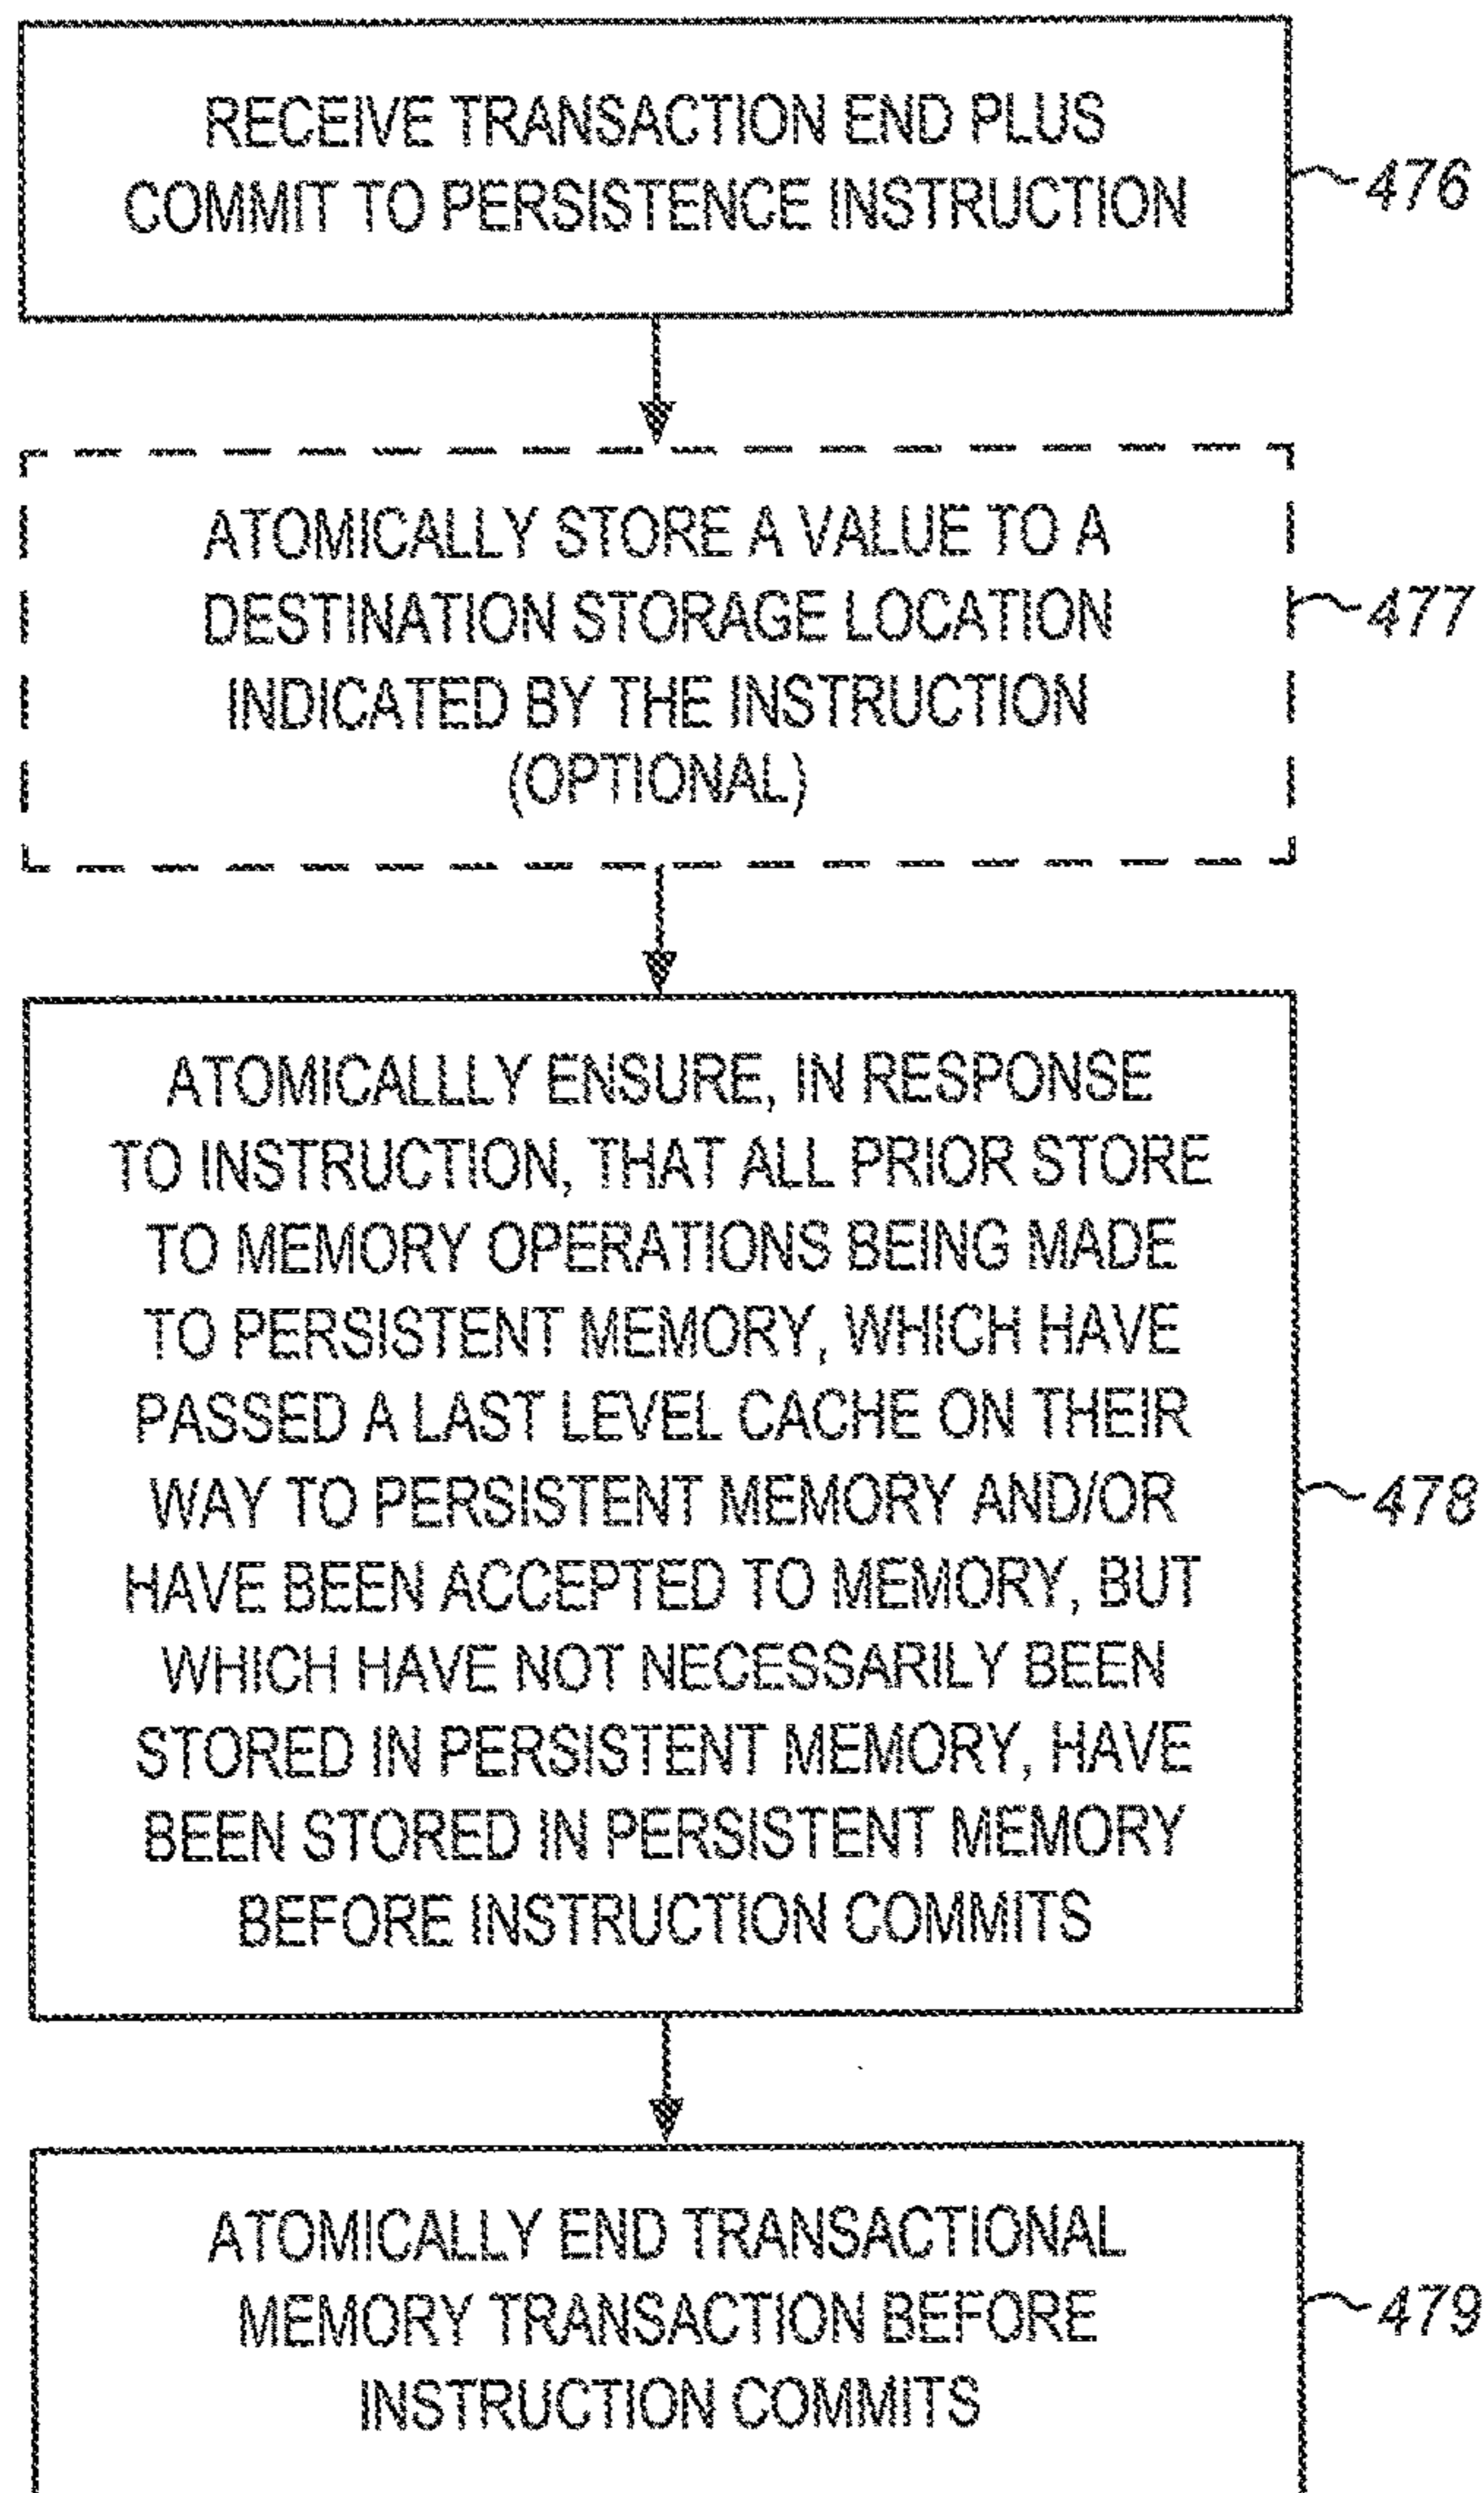 RECEIVE TRANSACTION END PLUS
COMMIT TO PERSISTENCE INSTRUCTION
476
ATOMICALLY STORE A VALUE TO A
DESTINATION STORAGE LOCATION
INDICATED BY THE INSTRUCTION
(OPTIONAL)
477
ATOMICALLLY ENSURE, IN RESPONSE
TO INSTRUCTION, THAT ALL PRIOR STORE
TO MEMORY OPERATIONS BEING MADE
TO PERSISTENT MEMORY, WHICH HAVE
PASSED A LAST LEVEL CACHE ON THEIR
WAY TO PERSISTENT MEMORY AND/OR
HAVE BEEN ACCEPTED TO MEMORY, BUT
WHICH HAVE NOT NECESSARILY BEEN
STORED IN PERSISTENT MEMORY, HAVE
BEEN STORED IN PERSISTENT MEMORY
BEFORE INSTRUCTION COMMITS
478
ATOMICALLY END TRANSACTIONAL
MEMORY TRANSACTION BEFORE
INSTRUCTION COMMITS
479